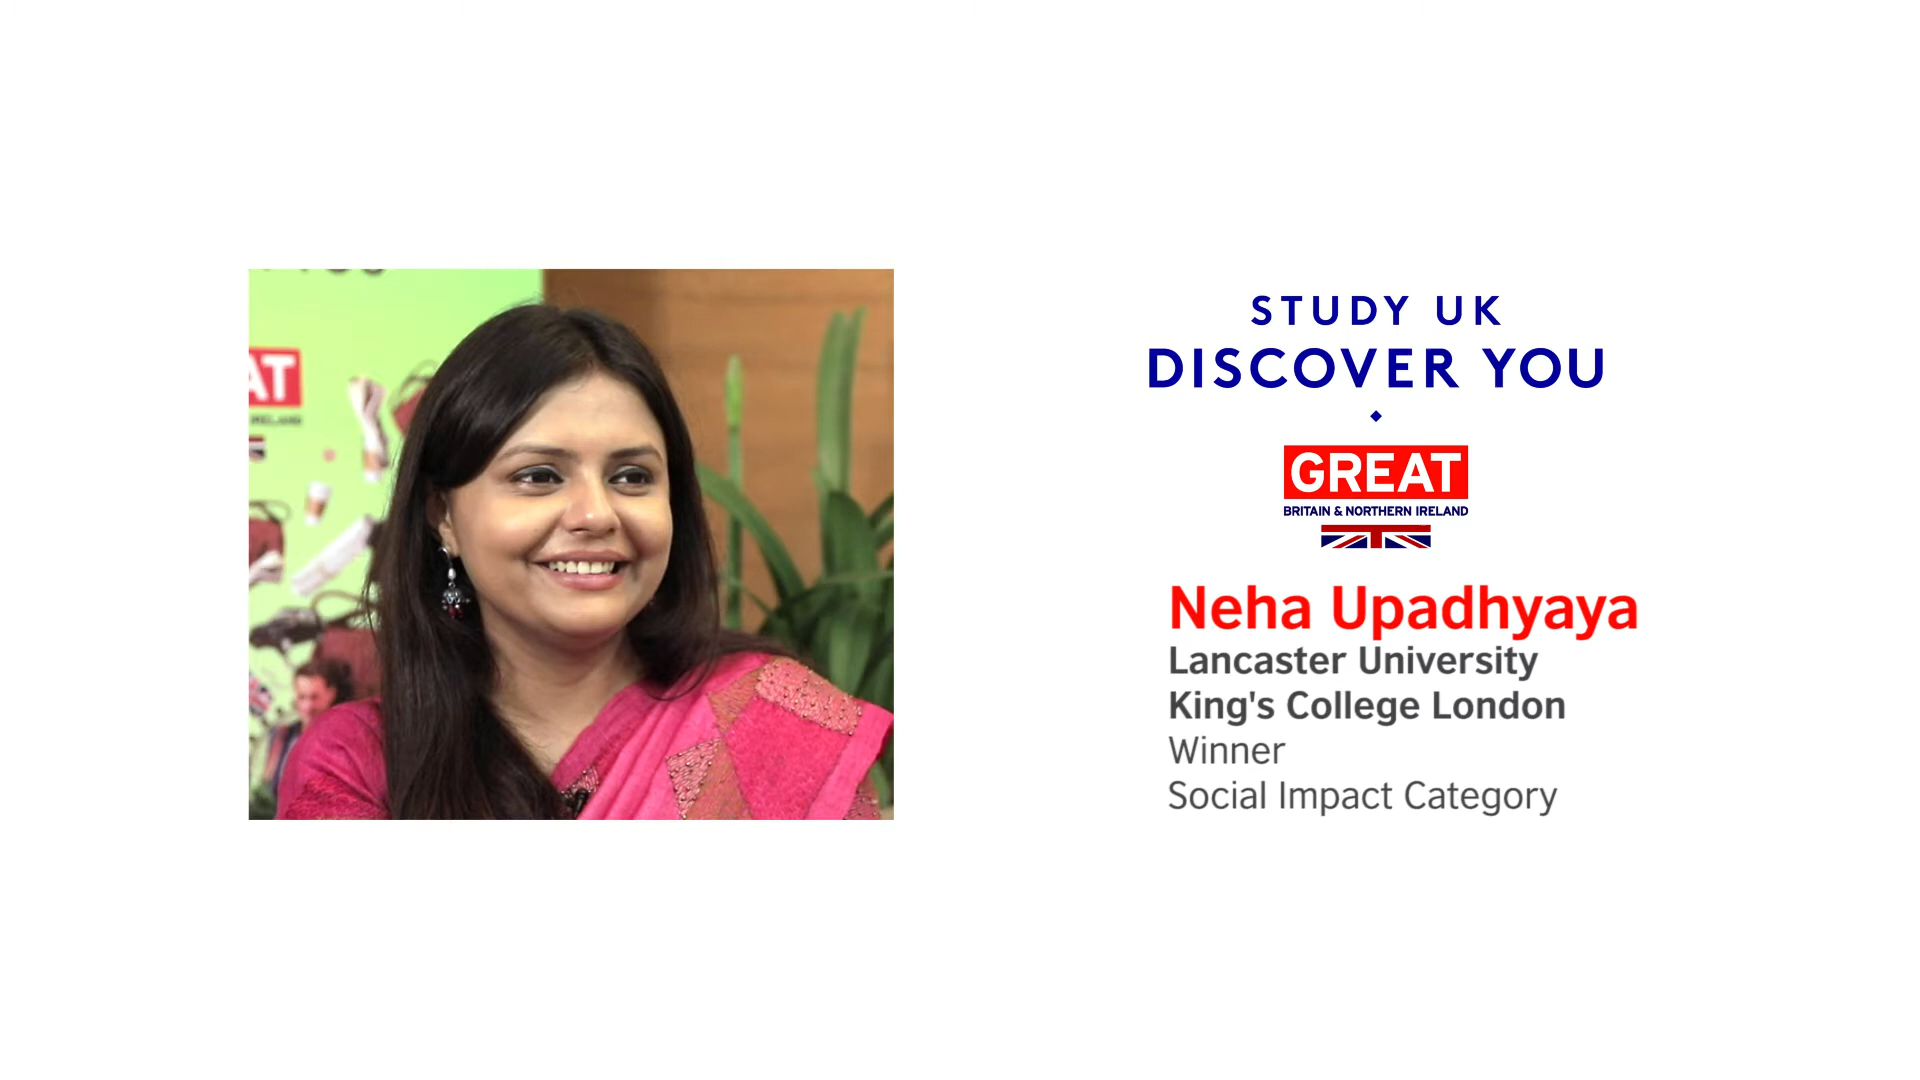 AT
STUDY UK
DISCOVER YOU
GREAT
BRITAIN & NORTHERN IRELAND
Neha Upadhyaya
Lancaster University
King's College London
Winner
Social Impact Category